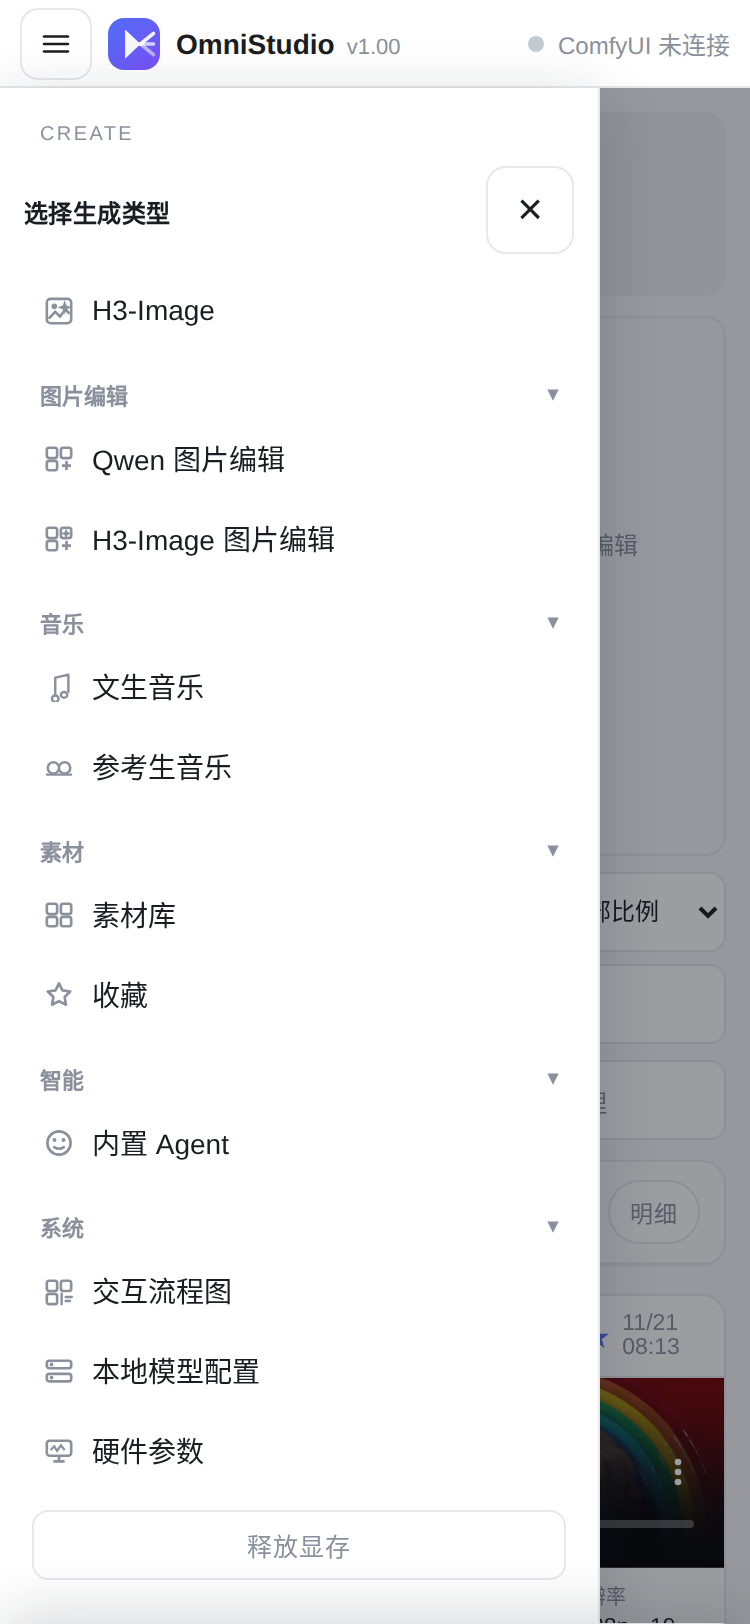 OmniStudio v1.00
ComfyUI 未连接
CREATE
选择生成类型
H3-Image
图片编辑
Qwen 图片编辑
H3-Image 图片编辑
音乐
文生音乐
参考生音乐
素材
素材库
收藏
智能
内置 Agent
系统
交互流程图
本地模型配置
硬件参数
释放显存
编辑
部比例
明细
11/21
08:13
辨率